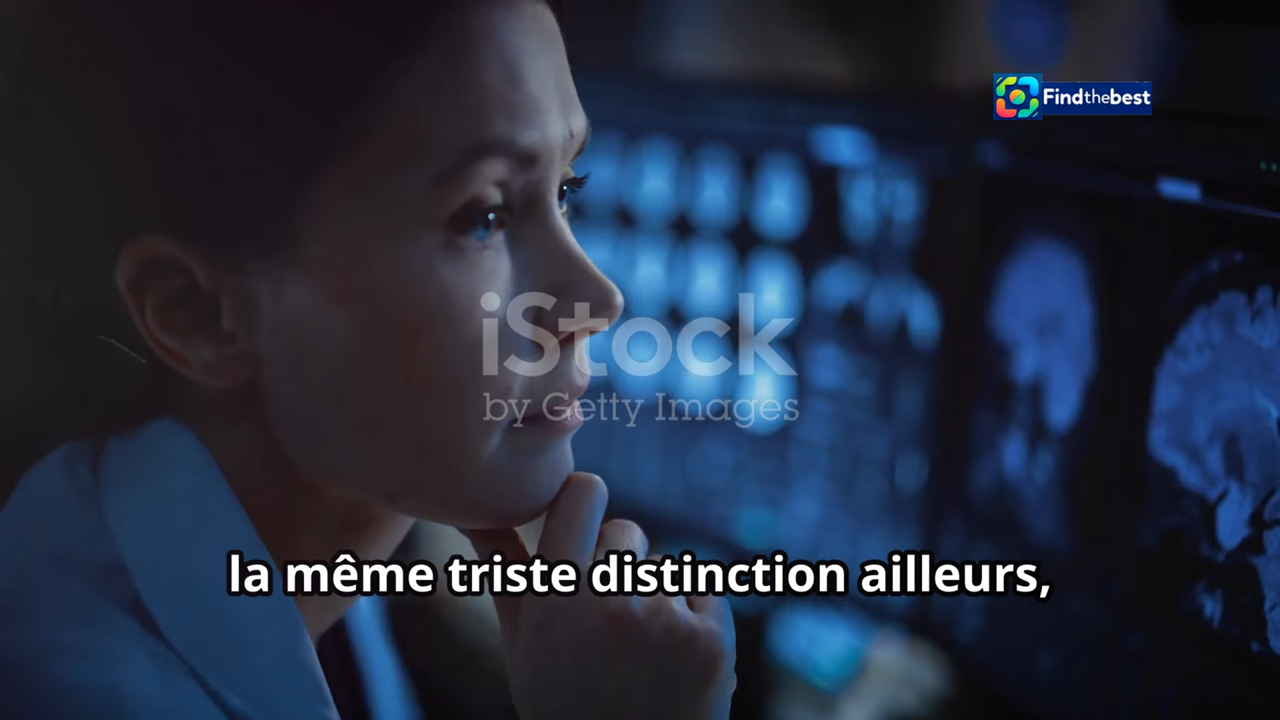 Findthebest
iStock
by Getty Images
la même triste distinction ailleurs,